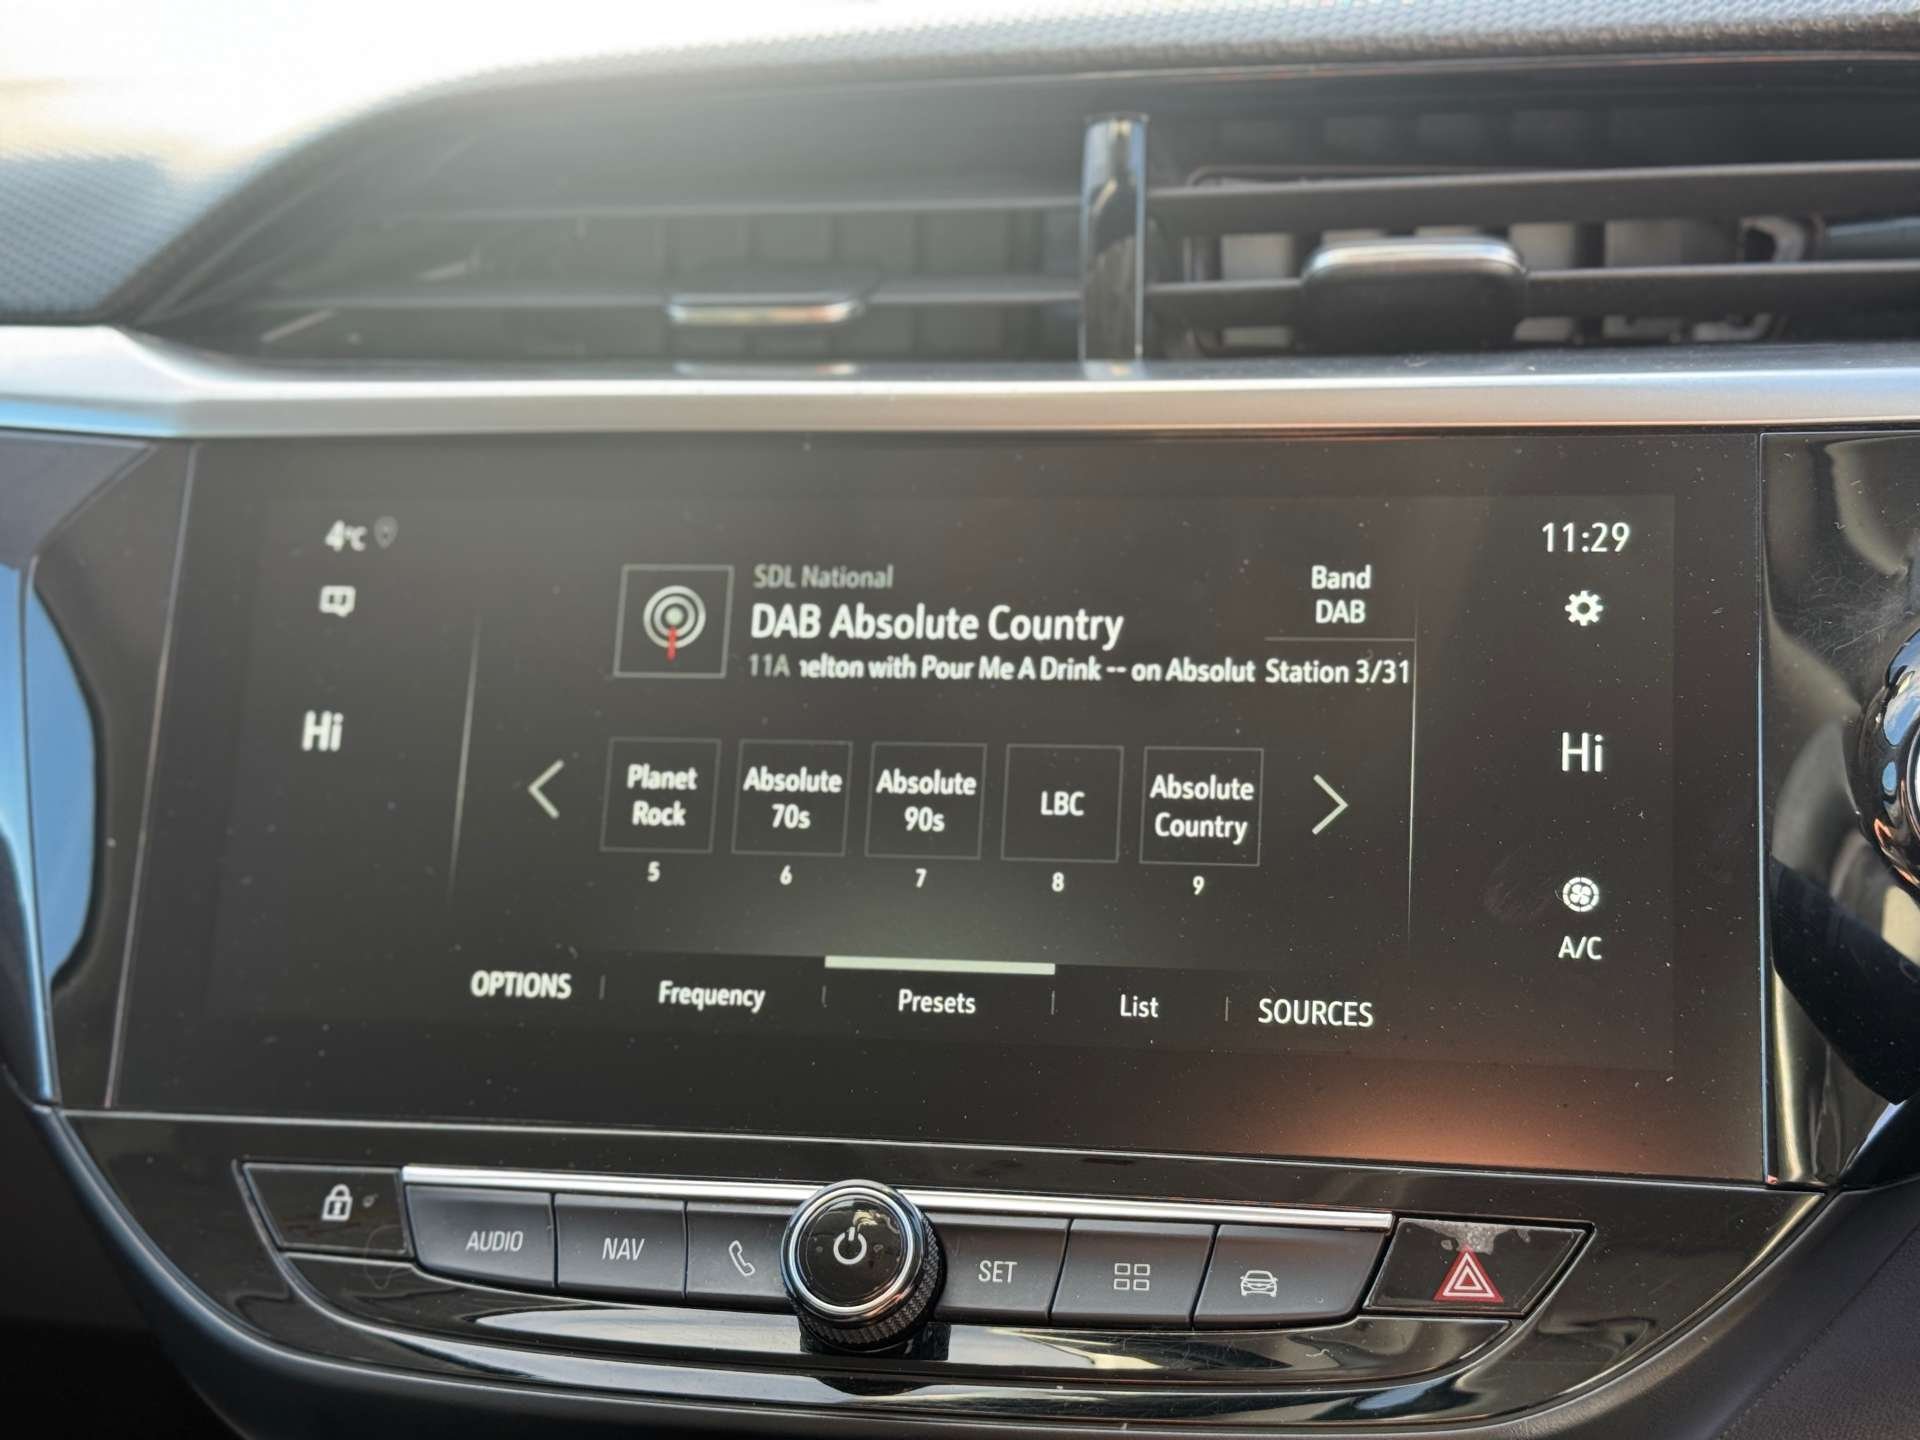 4°C
11:29
SDL National
DAB Absolute Country
11A helton with Pour Me A Drink -- on Absolut
Band
DAB
Station 3/31
Hi
Hi
Planet
Rock
5
Absolute
70s
6
Absolute
90s
7
LBC
8
Absolute
Country
9
A/C
OPTIONS
Frequency
Presets
List
SOURCES
AUDIO
NAV
SET